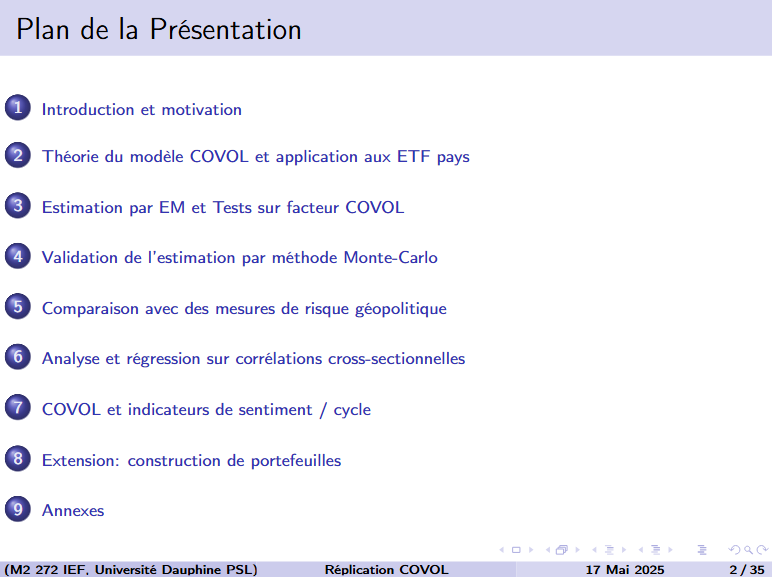 Plan de la Présentation
1 Introduction et motivation
2 Théorie du modèle COVOL et application aux ETF pays
3 Estimation par EM et Tests sur facteur COVOL
4 Validation de l'estimation par méthode Monte-Carlo
5 Comparaison avec des mesures de risque géopolitique
6 Analyse et régression sur corrélations cross-sectionnelles
7 COVOL et indicateurs de sentiment / cycle
8 Extension: construction de portefeuilles
9 Annexes
(M2 272 IEF, Université Dauphine PSL) Réplication COVOL 17 Mai 2025 2 / 35